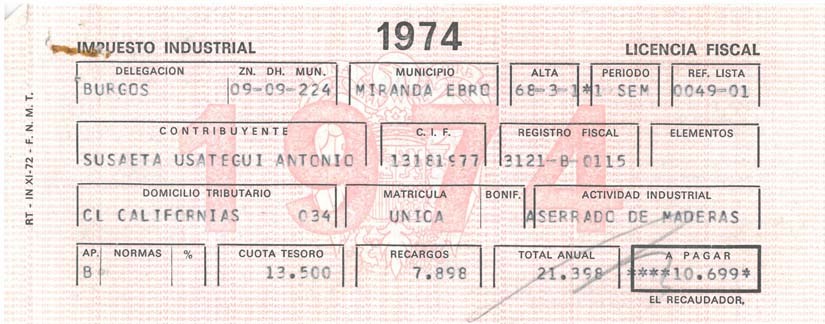 1974
IMPUESTO INDUSTRIAL LICENCIA FISCAL
DELEGACION ZN. DH. MUN. MUNICIPIO ALTA PERIODO REF. LISTA
BURGOS 09-09-224 MIRANDA EBRO 68-3-1*1 SEM 0049-01
CONTRIBUYENTE C. I. F. REGISTRO FISCAL ELEMENTOS
SUSAETA USATEGUI ANTONIO 13181977 3121-B-0115
DOMICILIO TRIBUTARIO MATRICULA BONIF. ACTIVIDAD INDUSTRIAL
CL CALIFORNIAS 034 UNICA ASERRADO DE MADERAS
AP. NORMAS % CUOTA TESORO RECARGOS TOTAL ANUAL A PAGAR
B 13.500 7.898 21.398 ****10.699*
EL RECAUDADOR,
RT - IN XI-72 - F. N. M. T.
1974